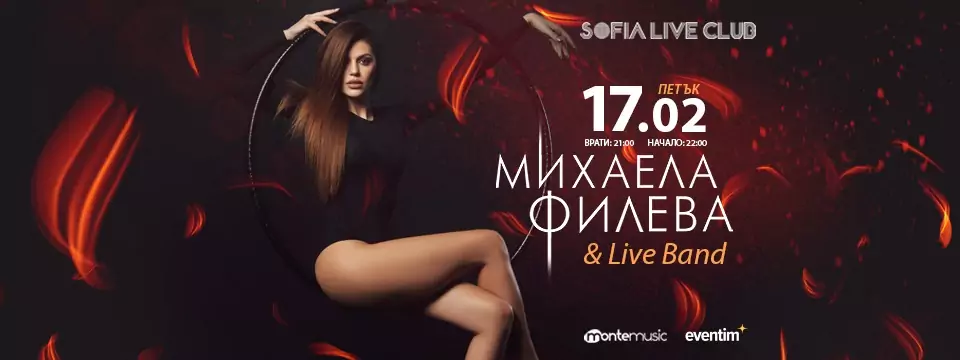 SOFIA LIVE CLUB
ПЕТЪК
17.02
ВРАТИ: 21:00 НАЧАЛО: 22:00
МИХАЕЛА
ФИЛЕВА
& Live Band
montemusic eventim